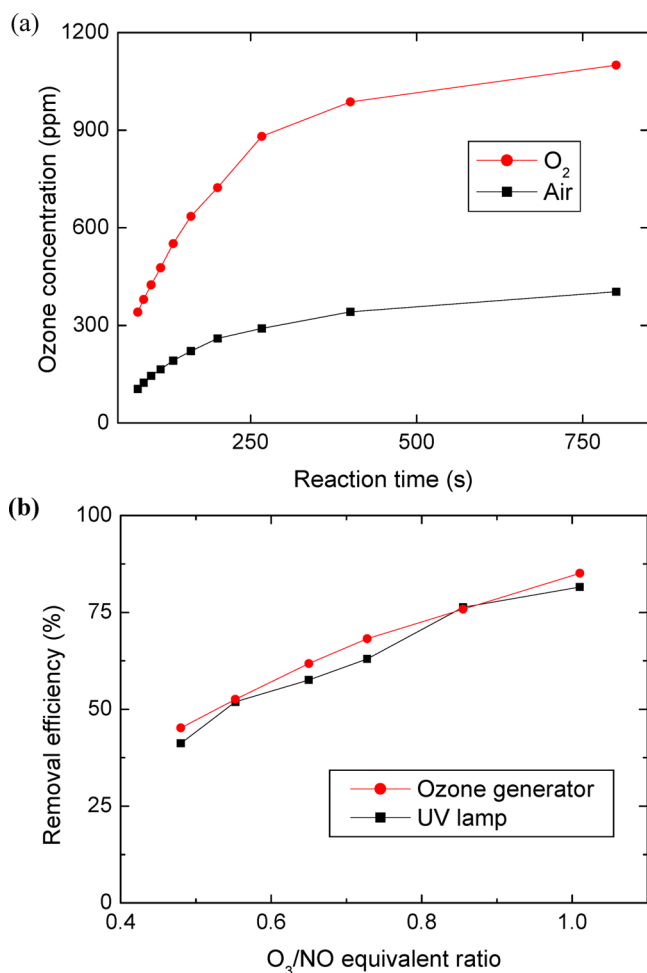 (a)
1200
900
600
300
0
Ozone concentration (ppm)
O₂
Air
250
500
750
Reaction time (s)
(b)
100
75
50
25
0
Removal efficiency (%)
Ozone generator
UV lamp
0.4
0.6
0.8
1.0
O₃/NO equivalent ratio